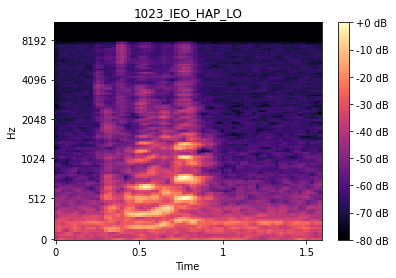 1023_IEO_HAP_LO
8192
4096
2048
1024
512
0
Hz
0
0.5
1
1.5
Time
+0 dB
-10 dB
-20 dB
-30 dB
-40 dB
-50 dB
-60 dB
-70 dB
-80 dB